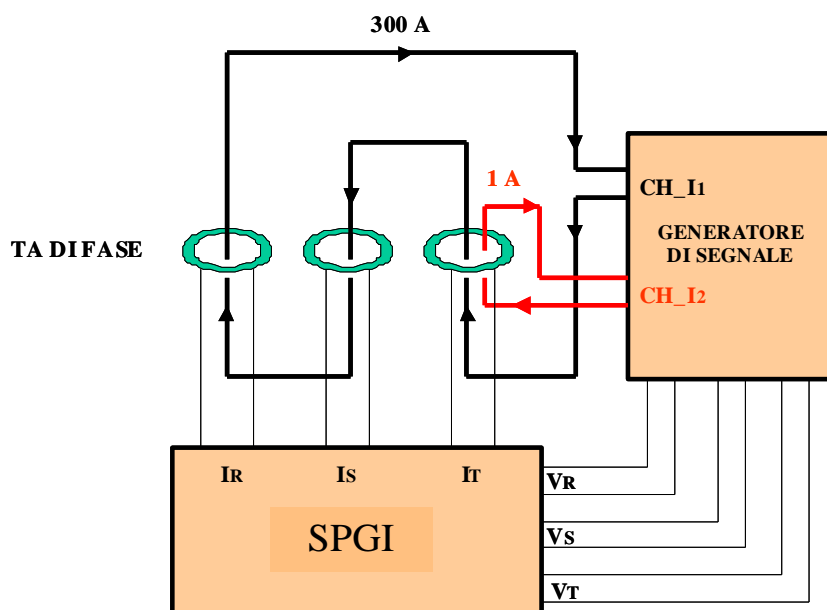 300 A
1 A
CH_I1
TA DI FASE
GENERATORE
DI SEGNALE
CH_I2
IR IS IT
VR
SPGI
VS
VT